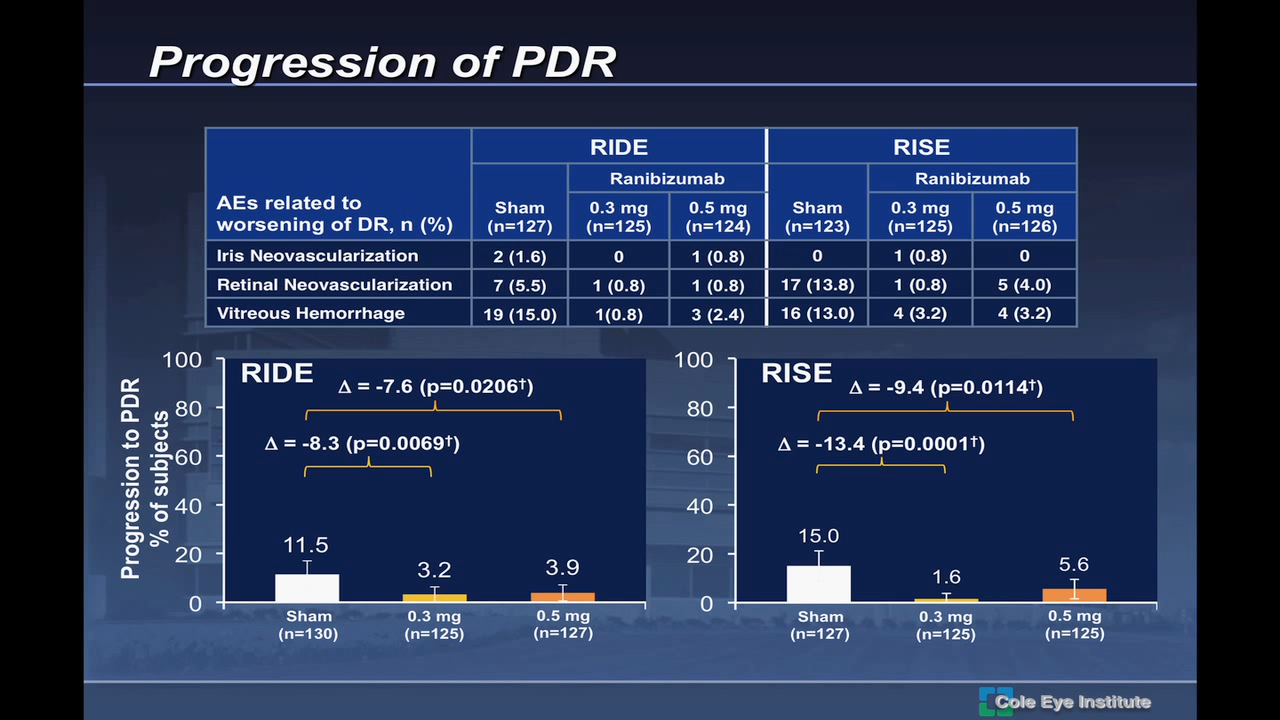 Progression of PDR
RIDE RISE
Ranibizumab Ranibizumab
AEs related to
worsening of DR, n (%)
Sham
(n=127)
0.3 mg
(n=125)
0.5 mg
(n=124)
Sham
(n=123)
0.3 mg
(n=125)
0.5 mg
(n=126)
Iris Neovascularization 2 (1.6) 0 1 (0.8) 0 1 (0.8) 0
Retinal Neovascularization 7 (5.5) 1 (0.8) 1 (0.8) 17 (13.8) 1 (0.8) 5 (4.0)
Vitreous Hemorrhage 19 (15.0) 1(0.8) 3 (2.4) 16 (13.0) 4 (3.2) 4 (3.2)
Progression to PDR
% of subjects
100
80
60
40
20
0
RIDE
Δ = -7.6 (p=0.0206†)
Δ = -8.3 (p=0.0069†)
11.5
3.2
3.9
Sham
(n=130)
0.3 mg
(n=125)
0.5 mg
(n=127)
100
80
60
40
20
0
RISE
Δ = -9.4 (p=0.0114†)
Δ = -13.4 (p=0.0001†)
15.0
1.6
5.6
Sham
(n=127)
0.3 mg
(n=125)
0.5 mg
(n=125)
Cole Eye Institute